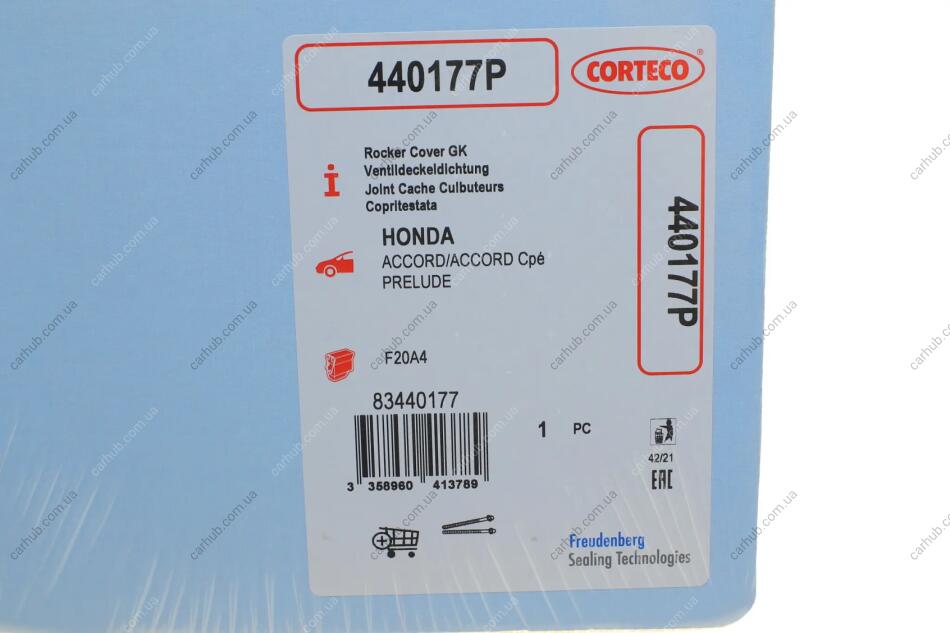 440177P
CORTECO®
Rocker Cover GK
Ventildeckeldichtung
Joint Cache Culbuteurs
Copritestata
HONDA
ACCORD/ACCORD Cpé
PRELUDE
440177P
F20A4
83440177
3 358960 413789
1 PC
42/21
EAC
Freudenberg
Sealing Technologies
carhub.com.ua